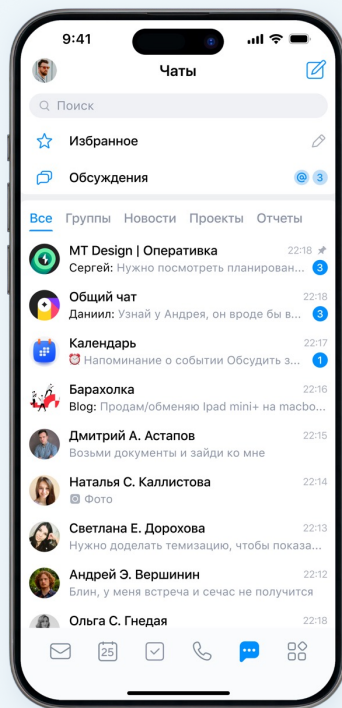 9:41
Чаты
Поиск
Избранное
Обсуждения @ 3
Все Группы Новости Проекты Отчеты
MT Design | Оперативка 22:18
Сергей: Нужно посмотреть планирован... 3
Общий чат 22:18
Даниил: Узнай у Андрея, он вроде бы в... 3
Календарь 22:17
⏰ Напоминание о событии Обсудить з... 1
Барахолка 22:16
Blog: Продам/обменяю Ipad mini+ на macbo...
Дмитрий А. Астапов 22:15
Возьми документы и зайди ко мне
Наталья С. Каллистова 22:14
Фото
Светлана Е. Дорохова 22:13
Нужно доделать темизацию, чтобы показа...
Андрей Э. Вершинин 22:12
Блин, у меня встреча и сечас не получится
Ольга С. Гнедая 22:18
25